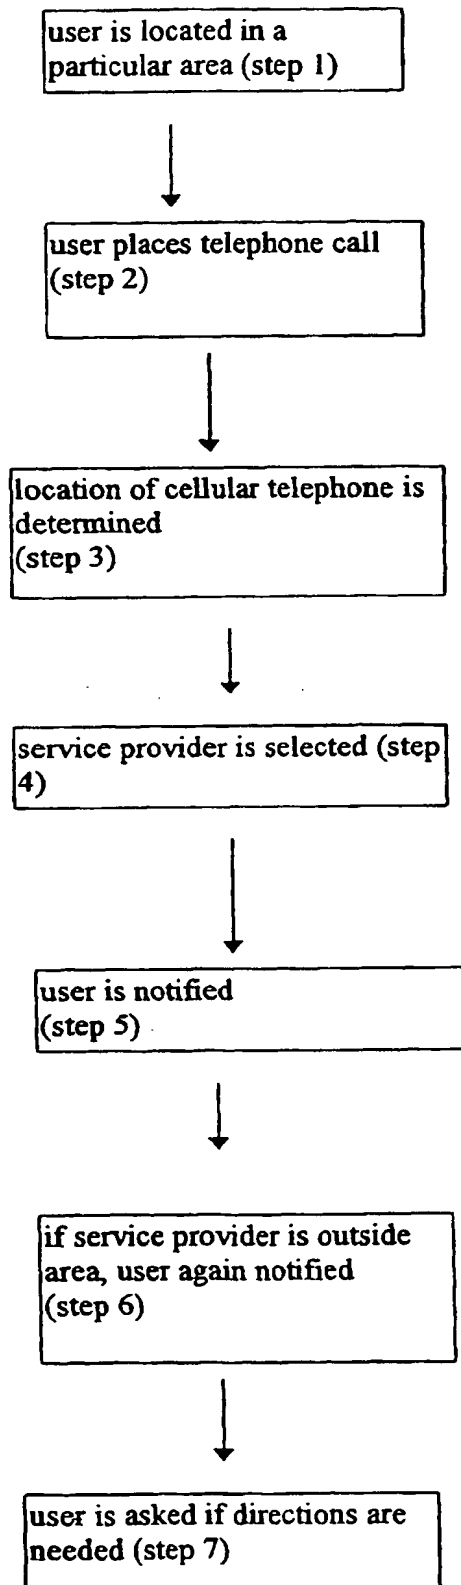 user is located in a
particular area (step 1)
user places telephone call
(step 2)
location of cellular telephone is
determined
(step 3)
service provider is selected (step
4)
user is notified
(step 5)
if service provider is outside
area, user again notified
(step 6)
user is asked if directions are
needed (step 7)